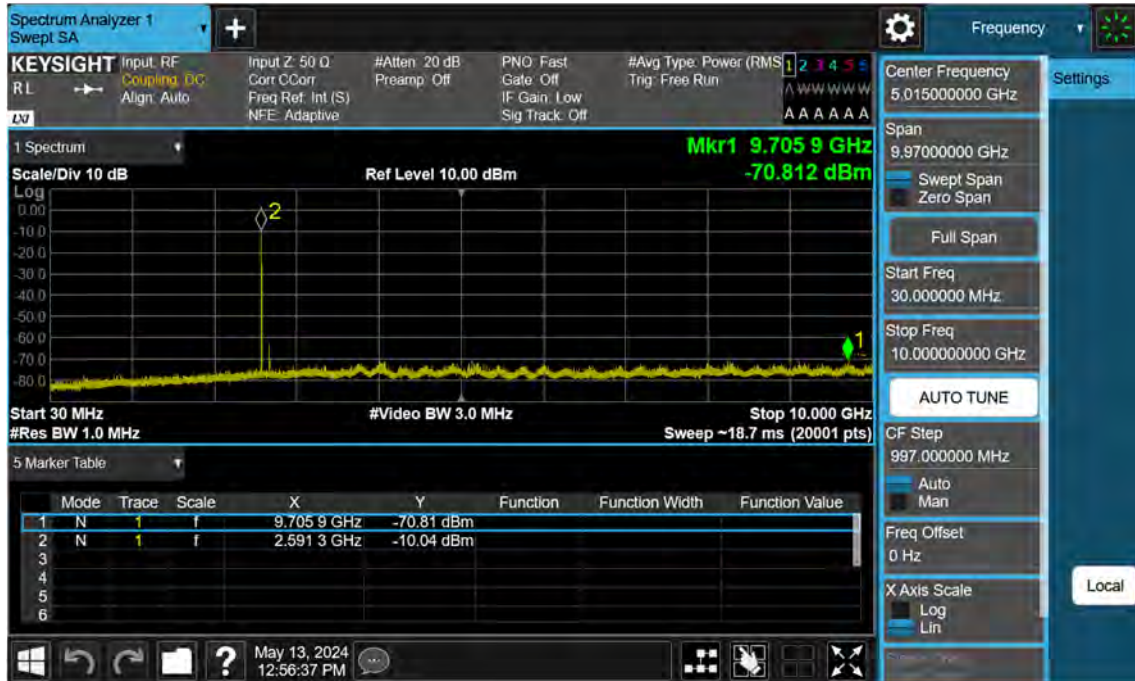 Spectrum Analyzer 1
Swept SA
Frequency
KEYSIGHT
RL
LXI
Input: RF
Coupling: DC
Align: Auto
Input Z: 50 Ω
Corr CCorr
Freq Ref: Int (S)
NFE: Adaptive
#Atten: 20 dB
Preamp: Off
PNO: Fast
Gate: Off
IF Gain: Low
Sig Track: Off
#Avg Type: Power (RMS
Trig: Free Run
1 2 3 4 5 6
A W W W W W
A A A A A A
1 Spectrum
Mkr1 9.705 9 GHz
-70.812 dBm
Scale/Div 10 dB
Ref Level 10.00 dBm
Log
0.00
-10.0
-20.0
-30.0
-40.0
-50.0
-60.0
-70.0
-80.0
2
1
Start 30 MHz
#Video BW 3.0 MHz
Stop 10.000 GHz
#Res BW 1.0 MHz
Sweep ~18.7 ms (20001 pts)
5 Marker Table
Mode Trace Scale X Y Function Function Width Function Value
1 N 1 f 9.705 9 GHz -70.81 dBm
2 N 1 f 2.591 3 GHz -10.04 dBm
3
4
5
6
?
May 13, 2024
12:56:37 PM
Center Frequency
5.015000000 GHz
Settings
Span
9.97000000 GHz
Swept Span
Zero Span
Full Span
Start Freq
30.000000 MHz
Stop Freq
10.000000000 GHz
AUTO TUNE
CF Step
997.000000 MHz
Auto
Man
Freq Offset
0 Hz
X Axis Scale
Log
Lin
Local